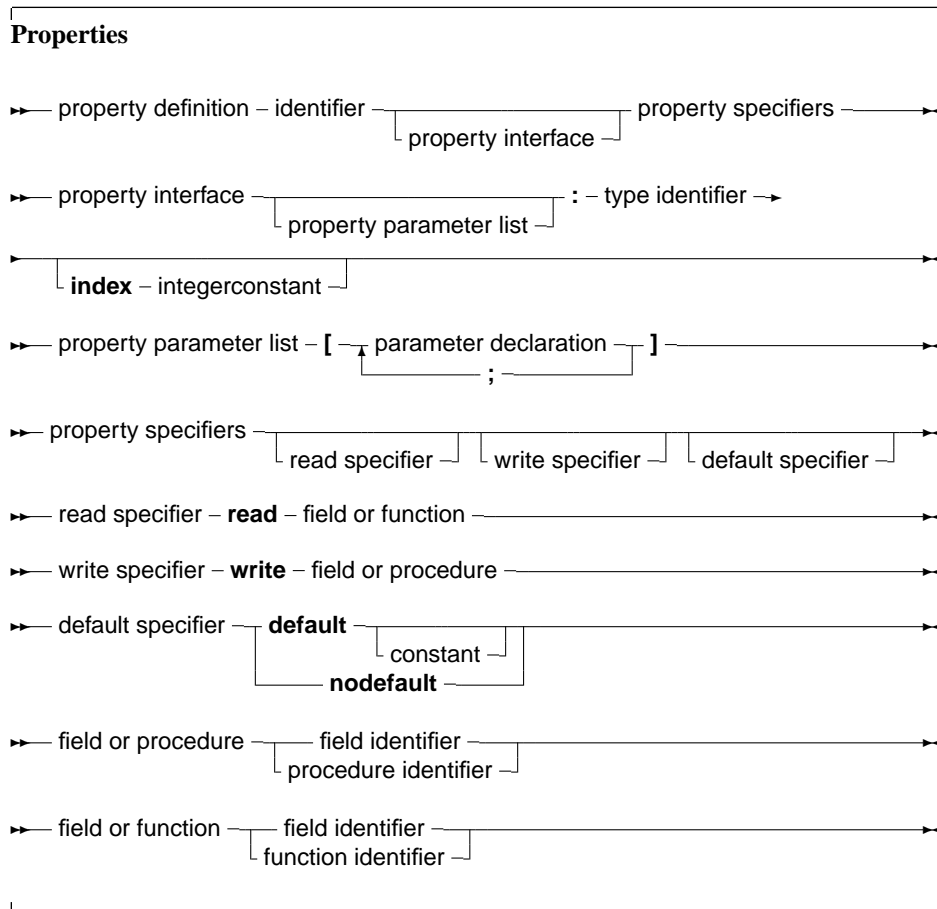 Properties
property definition identifier property specifiers
property interface
property interface : type identifier
property parameter list
index integerconstant
property parameter list [ parameter declaration ]
;
property specifiers
read specifier write specifier default specifier
read specifier read field or function
write specifier write field or procedure
default specifier default
constant
nodefault
field or procedure field identifier
procedure identifier
field or function field identifier
function identifier